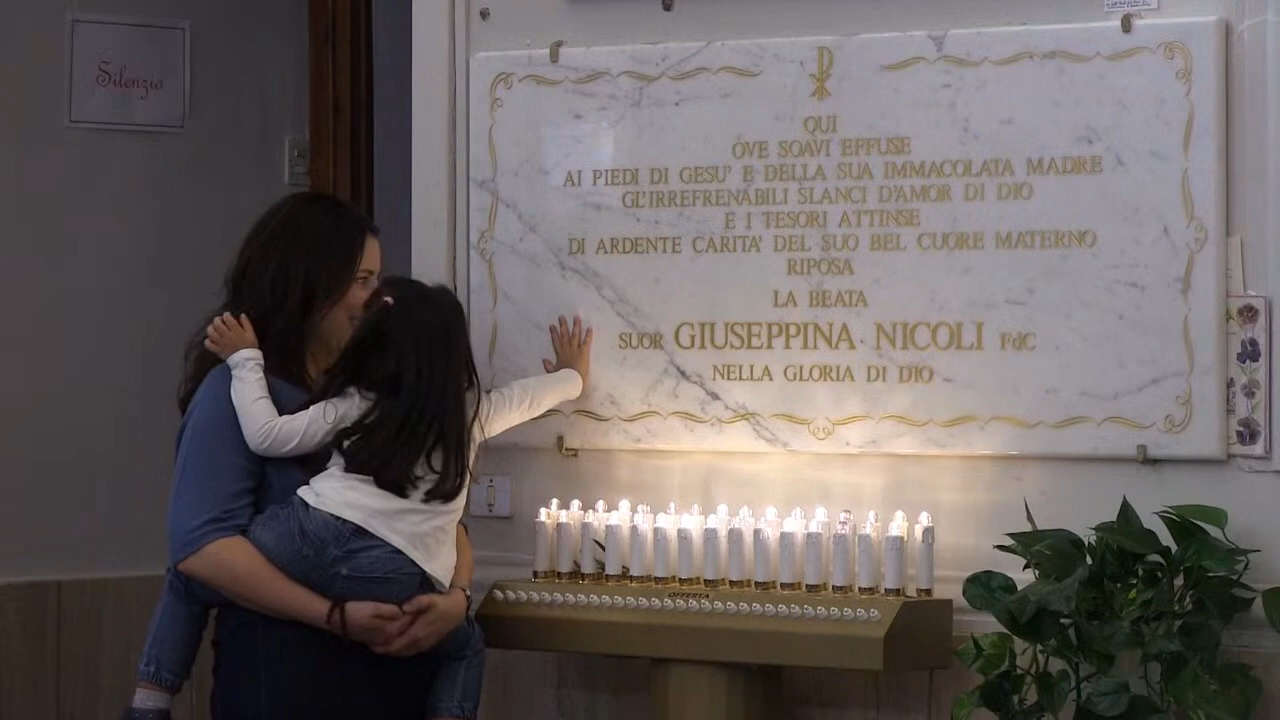 Silenzio
QUI
OVE SOAVI EFFUSE
AI PIEDI DI GESU' E DELLA SUA IMMACOLATA MADRE
GL'IRREFRENABILI SLANCI D'AMOR DI DIO
E I TESORI ATTINSE
DI ARDENTE CARITA' DEL SUO BEL CUORE MATERNO
RIPOSA
LA BEATA
SUOR GIUSEPPINA NICOLI FdC
NELLA GLORIA DI DIO
OFFERTA